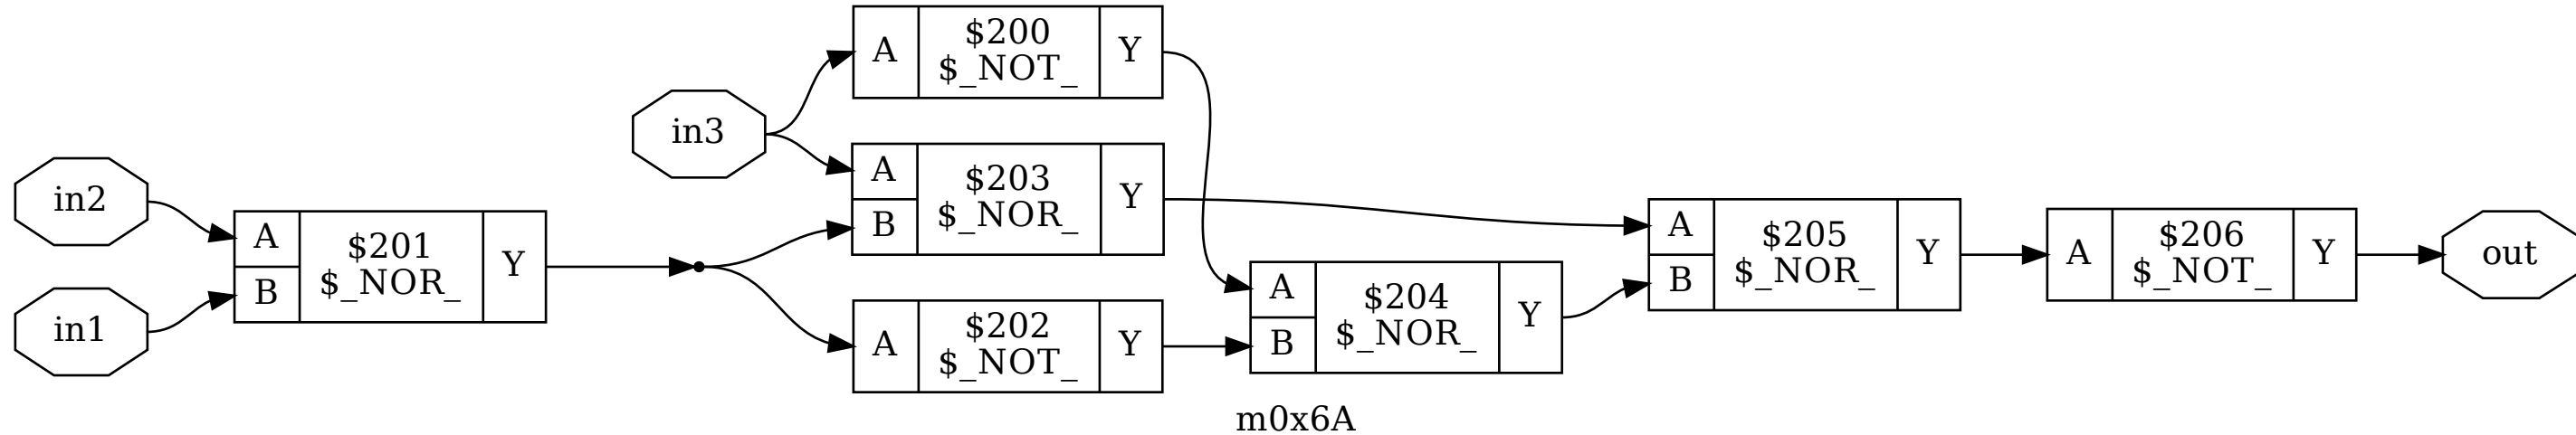 in2
in1
A
B
$201
$_NOR_
Y
in3
A
$200
$_NOT_
Y
A
B
$203
$_NOR_
Y
A
$202
$_NOT_
Y
A
B
$204
$_NOR_
Y
A
B
$205
$_NOR_
Y
A
$206
$_NOT_
Y
out
m0x6A